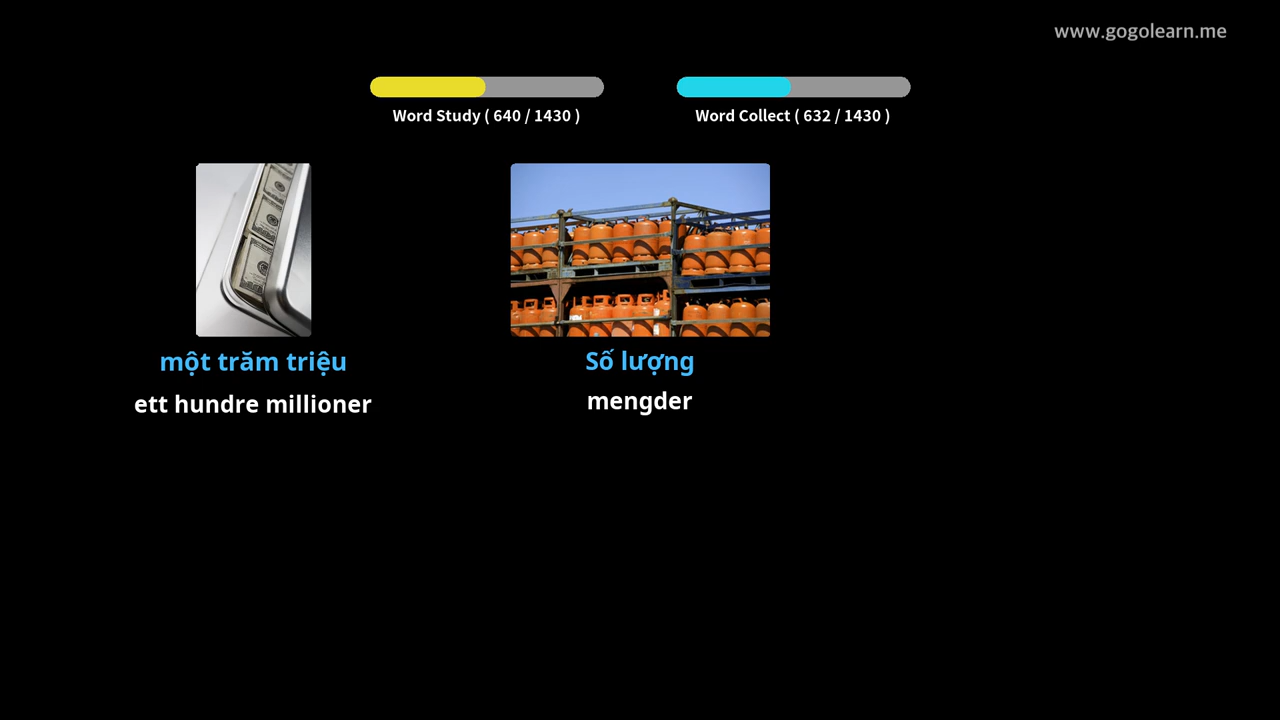 www.gogolearn.me
Word Study ( 640 / 1430 )
Word Collect ( 632 / 1430 )
một trăm triệu
ett hundre millioner
Số lượng
mengder